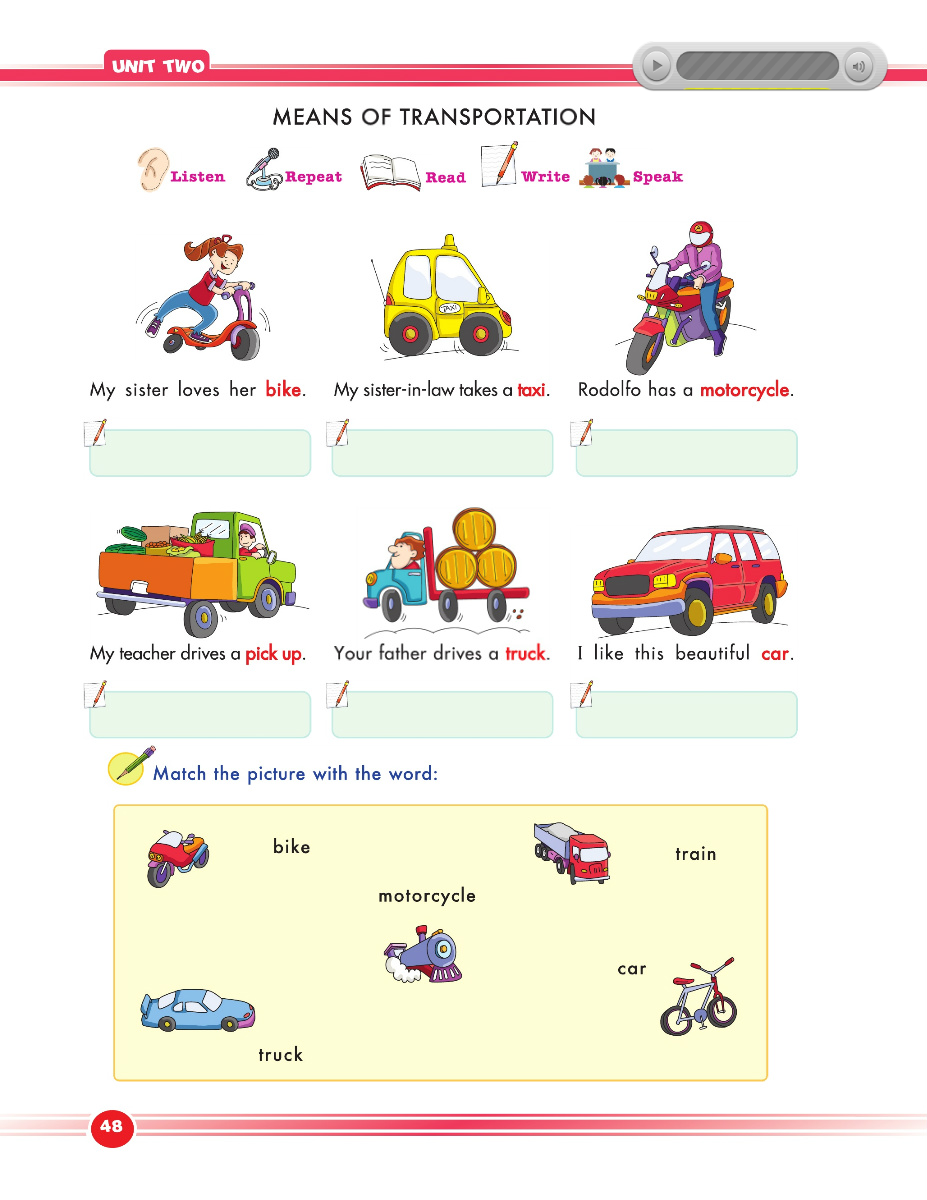 UNIT TWO
MEANS OF TRANSPORTATION
Listen Repeat Read Write Speak
TAXI
My sister loves her bike. My sister-in-law takes a taxi. Rodolfo has a motorcycle.
My teacher drives a pick up. Your father drives a truck. I like this beautiful car.
Match the picture with the word:
bike
train
motorcycle
car
truck
48